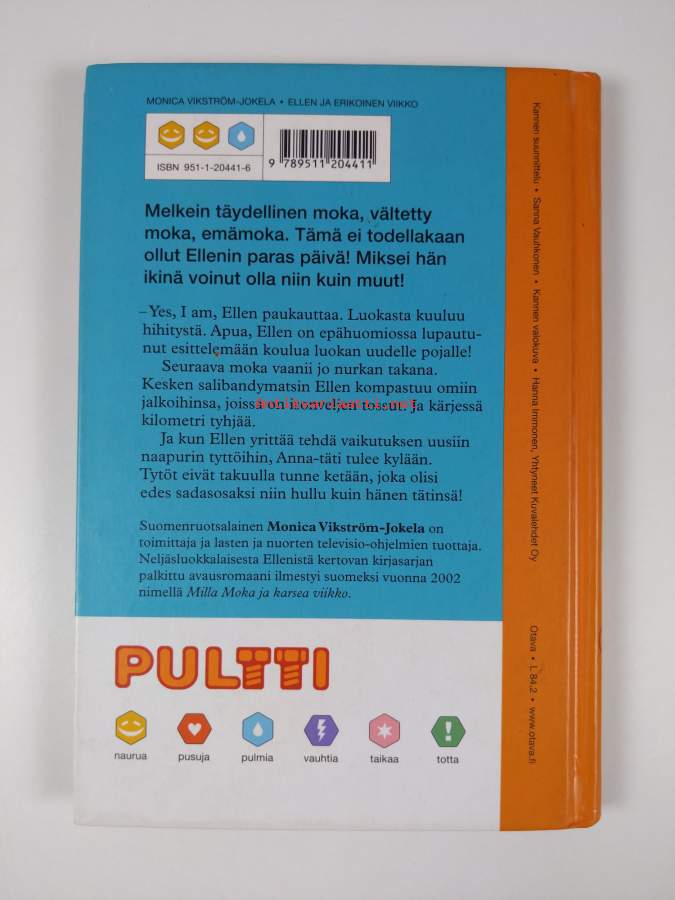 MONICA VIKSTRÖM-JOKELA • ELLEN JA ERIKOINEN VIIKKO
ISBN 951-1-20441-6
9 789511 204411
Melkein täydellinen moka, vältetty
moka, emämoka. Tämä ei todellakaan
ollut Ellenin paras päivä! Miksei hän
ikinä voinut olla niin kuin muut!
– Yes, I am, Ellen paukauttaa. Luokasta kuuluu
hihitystä. Apua, Ellen on epähuomiossa lupautu-
nut esittelemään koulua luokan uudelle pojalle!
Seuraava moka vaanii jo nurkan takana.
Kesken salibandymatsin Ellen kompastuu omiin
jalkoihinsa, joissa on isoveljen tossut. Ja kärjessä
kilometri tyhjää.
Ja kun Ellen yrittää tehdä vaikutuksen uusiin
naapurin tyttöihin, Anna-täti tulee kylään.
Tytöt eivät takuulla tunne ketään, joka olisi
edes sadasosaksi niin hullu kuin hänen tätinsä!
Suomenruotsalainen Monica Vikström-Jokela on
toimittaja ja lasten ja nuorten televisio-ohjelmien tuottaja.
Neljäsluokkalaisesta Ellenistä kertovan kirjasarjan
palkittu avausromaani ilmestyi suomeksi vuonna 2002
nimellä Milla Moka ja karsea viikko.
PULTTI
naurua pusuja pulmia vauhtia taikaa totta
Kannen suunnittelu • Sanna Vauhkonen • Kannen valokuva • Hanna Immonen, Yhtyneet Kuvalehdet Oy
Otava • L 84.2 • www.otava.fi